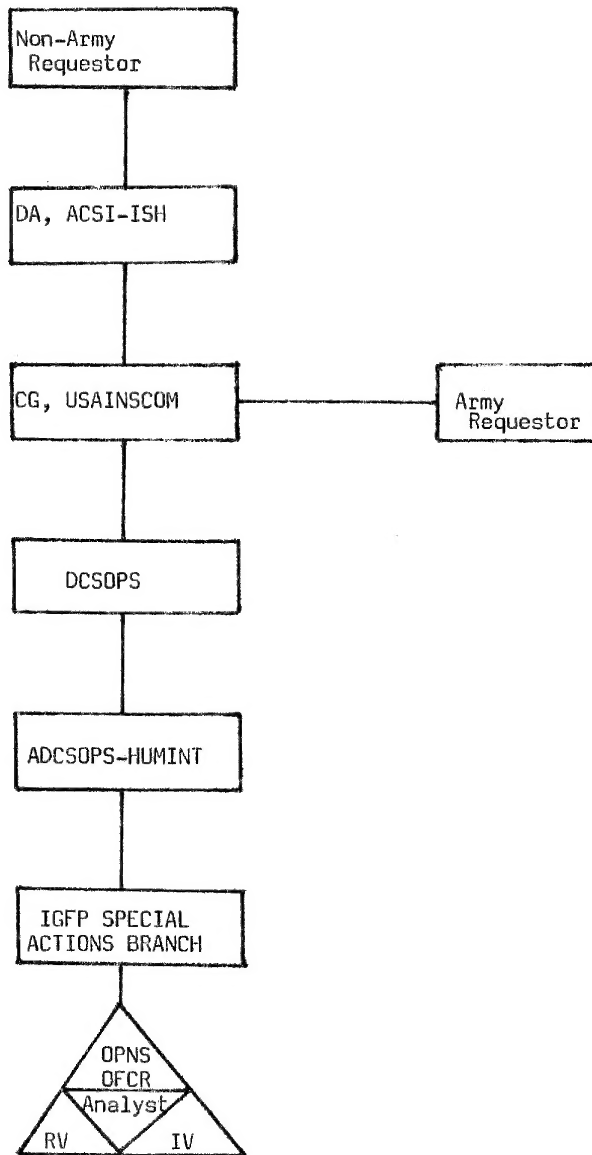 Non-Army
Requestor
DA, ACSI-ISH
CG, USAINSCOM
Army
Requestor
DCSOPS
ADCSOPS-HUMINT
IGFP SPECIAL
ACTIONS BRANCH
OPNS
OFCR
Analyst
RV
IV